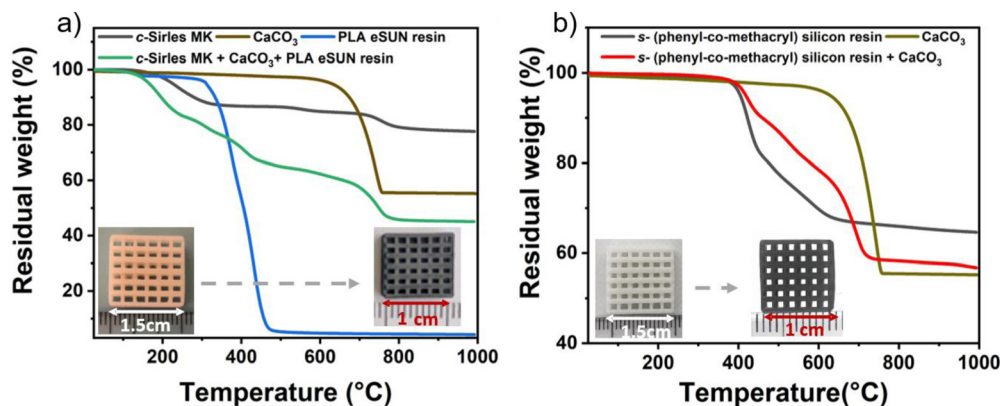 a)
c-Sirles MK CaCO₃ PLA eSUN resin
c-Sirles MK + CaCO₃+ PLA eSUN resin
Residual weight (%)
100
80
60
40
20
1.5cm
1 cm
200 400 600 800 1000
Temperature (°C)
b)
s- (phenyl-co-methacryl) silicon resin CaCO₃
s- (phenyl-co-methacryl) silicon resin + CaCO₃
Residual weight (%)
100
80
60
40
1.5cm
1 cm
200 400 600 800 1000
Temperature(°C)